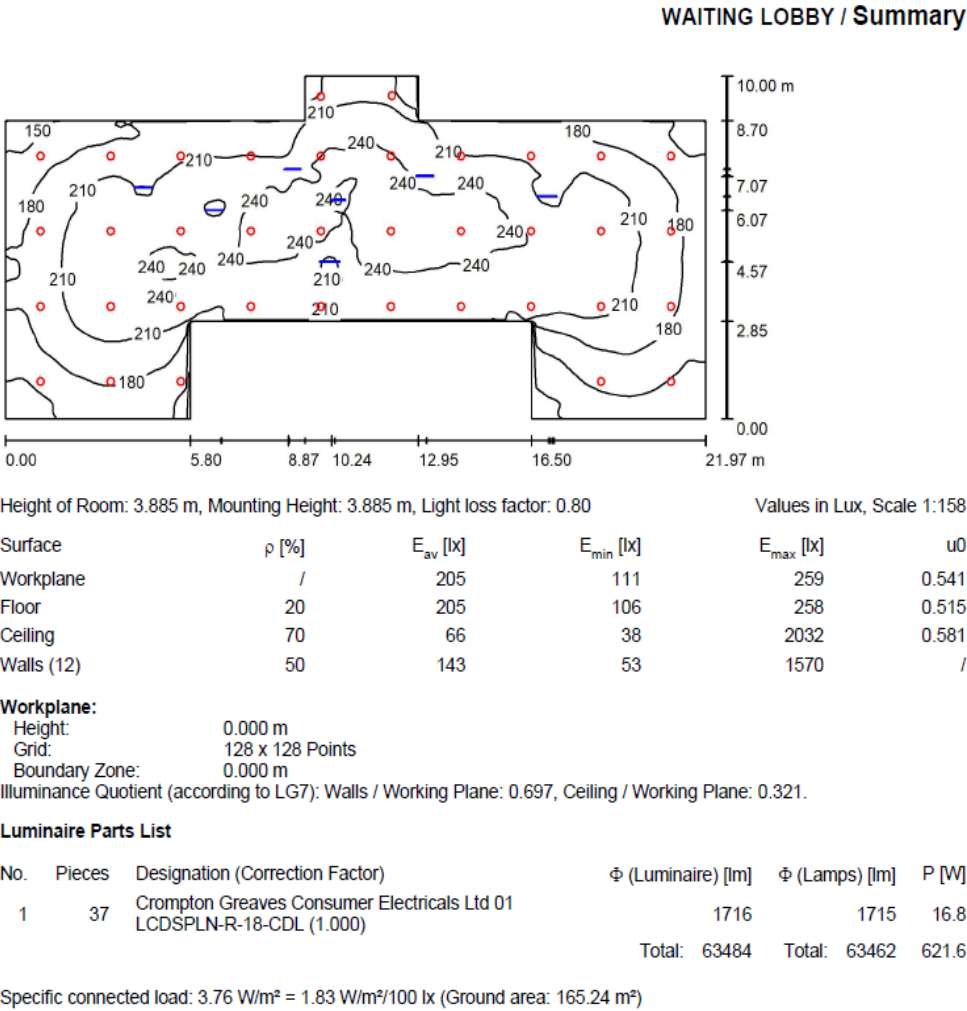 WAITING LOBBY / Summary
10.00 m
210
150
180
8.70
240
210
210
7.07
210
240
240
180
240
240
210
180
6.07
240
240
210
240
240
240
240
240
4.57
210
240
210
210
210
180
2.85
180
0.00
0.00 5.80 8.87 10.24 12.95 16.50 21.97 m
Height of Room: 3.885 m, Mounting Height: 3.885 m, Light loss factor: 0.80 Values in Lux, Scale 1:158
Surface ρ [%] Eav [lx] Emin [lx] Emax [lx] u0
Workplane / 205 111 259 0.541
Floor 20 205 106 258 0.515
Ceiling 70 66 38 2032 0.581
Walls (12) 50 143 53 1570 /
Workplane:
Height: 0.000 m
Grid: 128 x 128 Points
Boundary Zone: 0.000 m
Illuminance Quotient (according to LG7): Walls / Working Plane: 0.697, Ceiling / Working Plane: 0.321.
Luminaire Parts List
No. Pieces Designation (Correction Factor) Φ (Luminaire) [lm] Φ (Lamps) [lm] P [W]
1 37 Crompton Greaves Consumer Electricals Ltd 01 LCDSPLN-R-18-CDL (1.000) 1716 1715 16.8
Total: 63484 Total: 63462 621.6
Specific connected load: 3.76 W/m² = 1.83 W/m²/100 lx (Ground area: 165.24 m²)